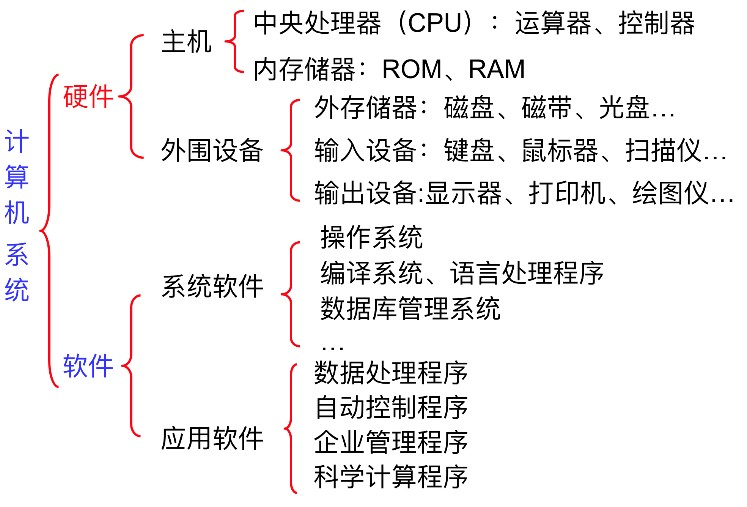 计算机系统
硬件
主机
中央处理器（CPU）：运算器、控制器
内存储器：ROM、RAM
外围设备
外存储器：磁盘、磁带、光盘…
输入设备：键盘、鼠标器、扫描仪…
输出设备:显示器、打印机、绘图仪…
软件
系统软件
操作系统
编译系统、语言处理程序
数据库管理系统
…
应用软件
数据处理程序
自动控制程序
企业管理程序
科学计算程序